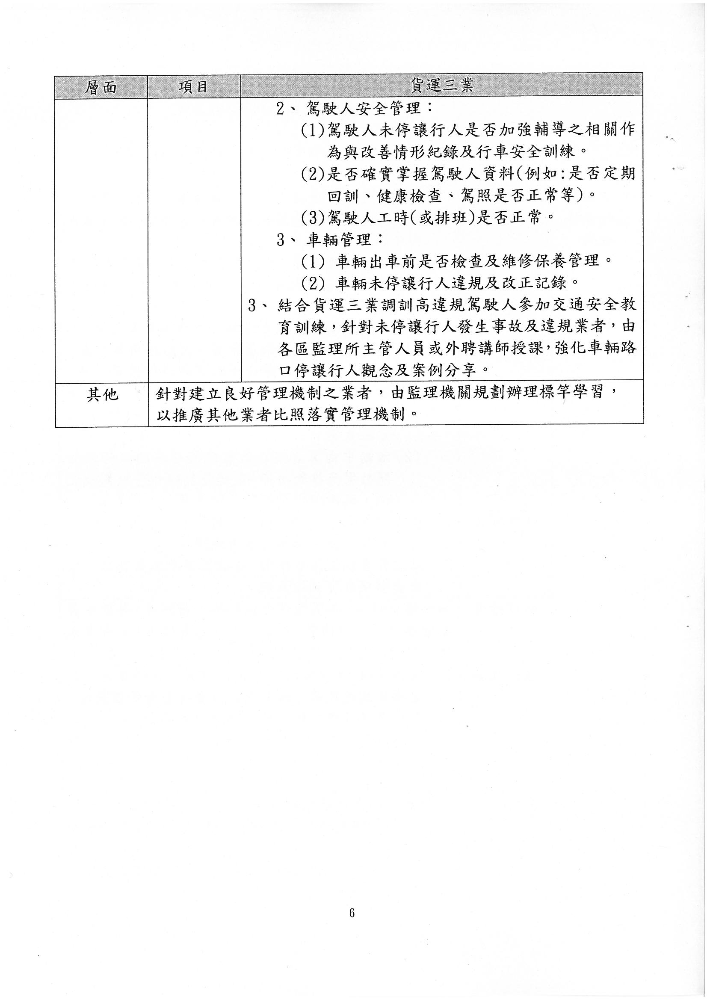 層面 項目 貨運三業
2、 駕駛人安全管理：
(1)駕駛人未停讓行人是否加強輔導之相關作
為與改善情形紀錄及行車安全訓練。
(2)是否確實掌握駕駛人資料(例如:是否定期
回訓、健康檢查、駕照是否正常等)。
(3)駕駛人工時(或排班)是否正常。
3、 車輛管理：
(1) 車輛出車前是否檢查及維修保養管理。
(2) 車輛未停讓行人違規及改正記錄。
3、 結合貨運三業調訓高違規駕駛人參加交通安全教
育訓練，針對未停讓行人發生事故及違規業者，由
各區監理所主管人員或外聘講師授課，強化車輛路
口停讓行人觀念及案例分享。
其他 針對建立良好管理機制之業者，由監理機關規劃辦理標竿學習，
以推廣其他業者比照落實管理機制。
6